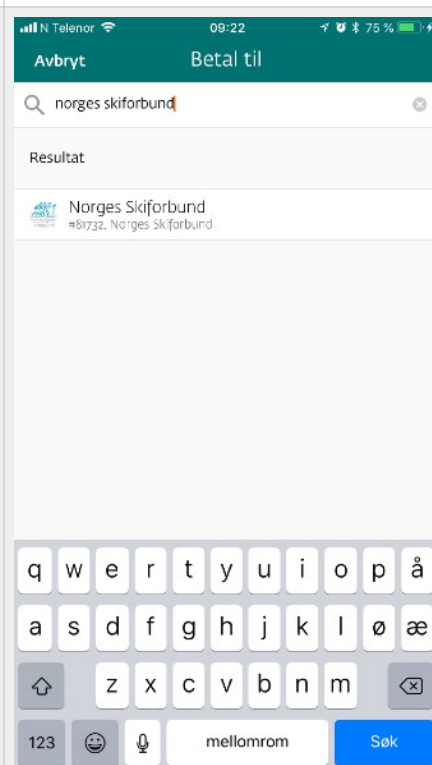 N Telenor 09:22 75 %
Avbryt Betal til
norges skiforbund
Resultat
Norges Skiforbund
#81732, Norges Skiforbund
q w e r t y u i o p å
a s d f g h j k l ø æ
z x c v b n m
123 mellomrom Søk